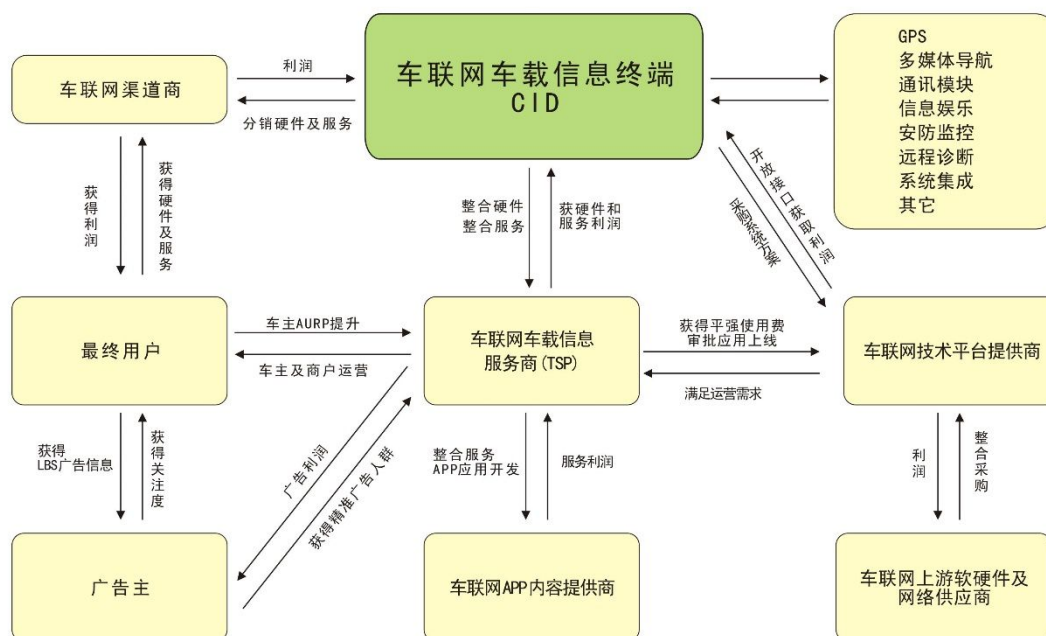 车联网渠道商
利润
分销硬件及服务
车联网车载信息终端
CID
GPS
多媒体导航
通讯模块
信息娱乐
安防监控
远程诊断
系统集成
其它
获得利润
获得硬件及服务
整合硬件
整合服务
获硬件和
服务利润
开放接口获取利润
采购系统方案
最终用户
车主AURP提升
车主及商户运营
车联网车载信息
服务商(TSP)
获得平强使用费
审批应用上线
满足运营需求
车联网技术平台提供商
获得
LBS广告信息
获得关注度
广告利润
获得精准广告人群
整合服务
APP应用开发
服务利润
利润
整合采购
广告主
车联网APP内容提供商
车联网上游软硬件及
网络供应商